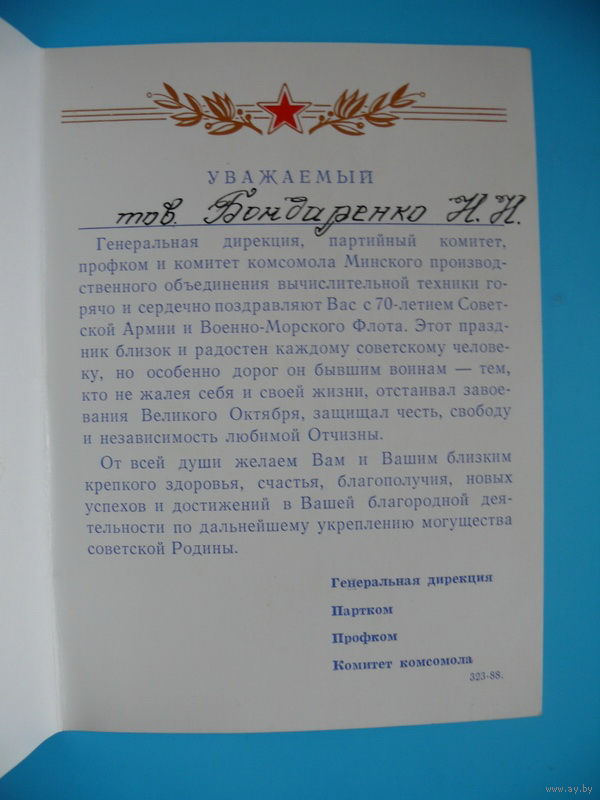 УВАЖАЕМЫЙ
тов. Бондаренко Н. Н.
Генеральная дирекция, партийный комитет,
профком и комитет комсомола Минского производ-
ственного объединения вычислительной техники го-
рячо и сердечно поздравляют Вас с 70-летием Совет-
ской Армии и Военно-Морского Флота. Этот празд-
ник близок и радостен каждому советскому челове-
ку, но особенно дорог он бывшим воинам — тем,
кто не жалея себя и своей жизни, отстаивал завое-
вания Великого Октября, защищал честь, свободу
и независимость любимой Отчизны.
От всей души желаем Вам и Вашим близким
крепкого здоровья, счастья, благополучия, новых
успехов и достижений в Вашей благородной дея-
тельности по дальнейшему укреплению могущества
советской Родины.
Генеральная дирекция
Партком
Профком
Комитет комсомола
323-88.
www.ay.by